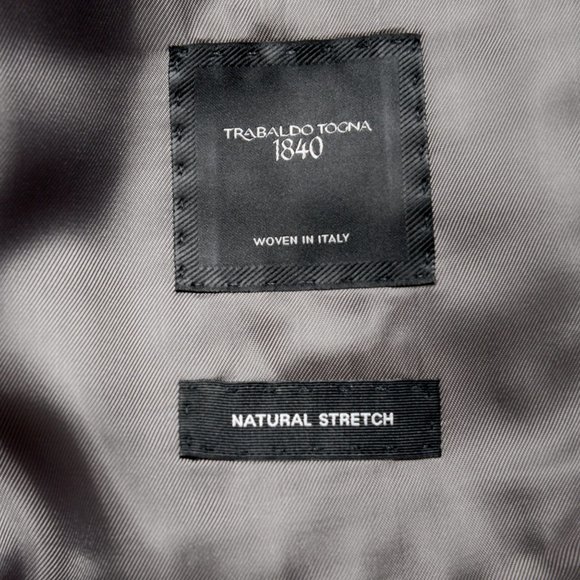 TRABALDO TOGNA
1840
WOVEN IN ITALY
NATURAL STRETCH